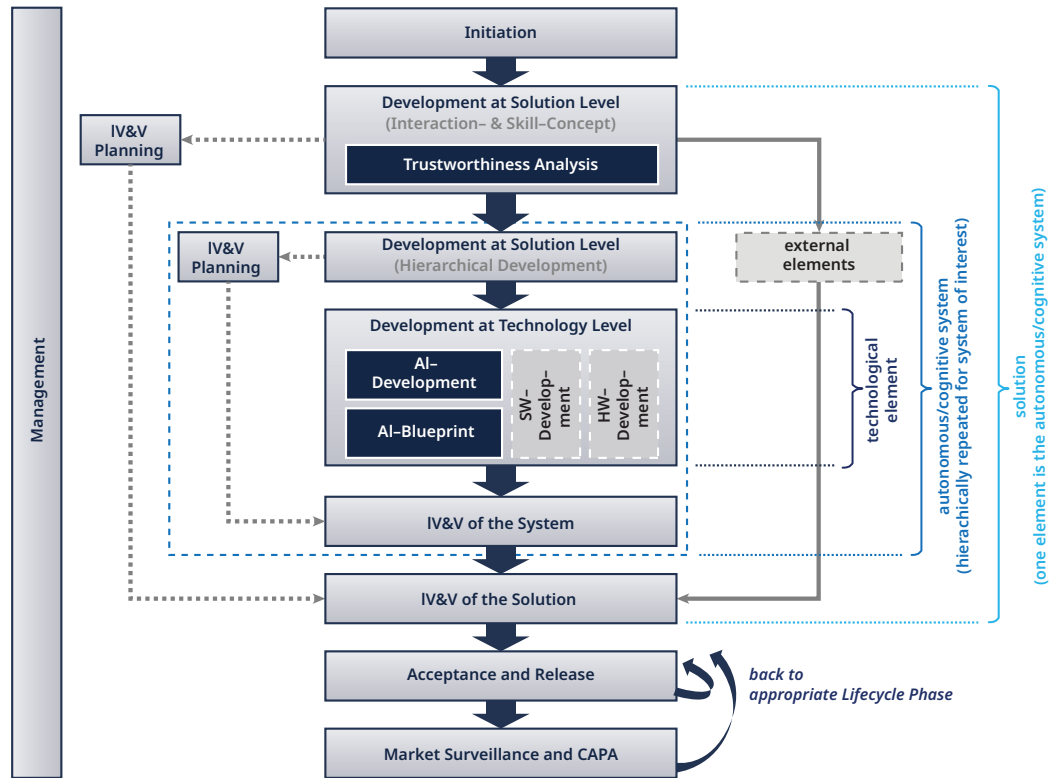 Management
Initiation
Development at Solution Level
(Interaction– & Skill–Concept)
Trustworthiness Analysis
IV&V
Planning
Development at Solution Level
(Hierarchical Development)
IV&V
Planning
external
elements
Development at Technology Level
AI–
Development
AI–Blueprint
SW–
Develop–
ment
HW–
Develop–
ment
technological
element
autonomous/cognitive system
(hierachically repeated for system of interest)
solution
(one element is the autonomous/cognitive system)
IV&V of the System
IV&V of the Solution
Acceptance and Release
back to
appropriate Lifecycle Phase
Market Surveillance and CAPA